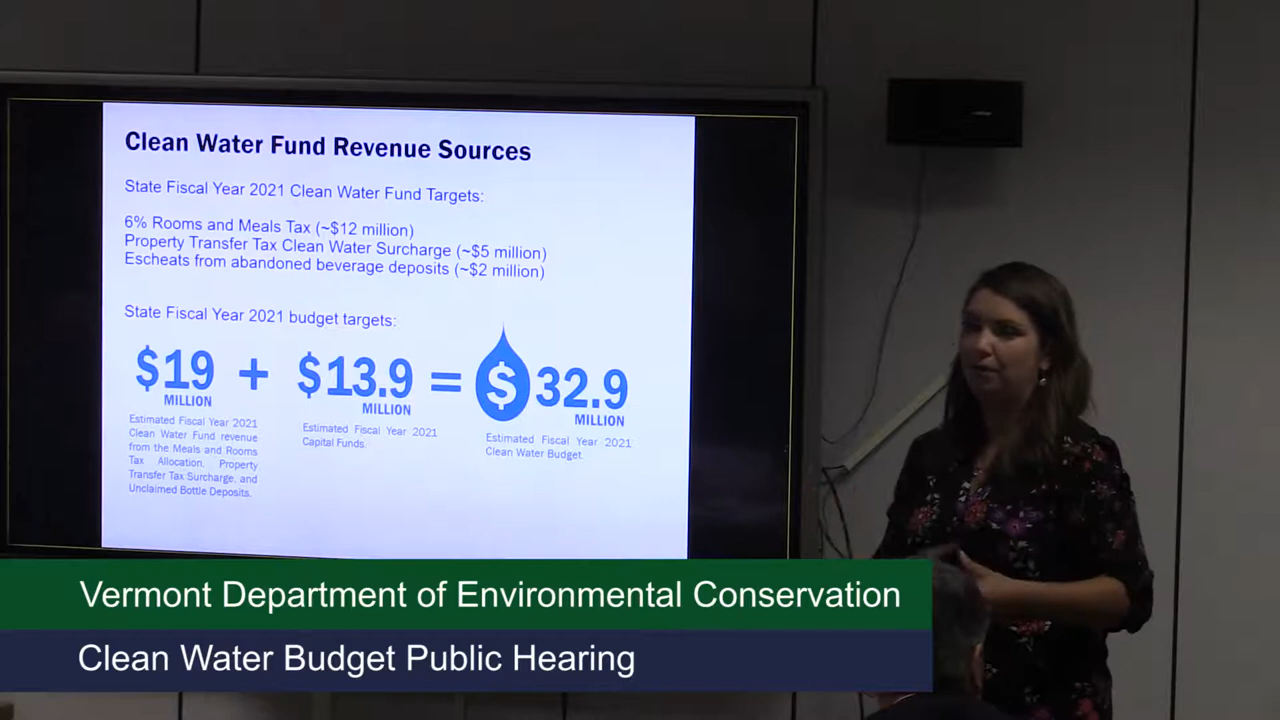 Clean Water Fund Revenue Sources
State Fiscal Year 2021 Clean Water Fund Targets:
6% Rooms and Meals Tax (~$12 million)
Property Transfer Tax Clean Water Surcharge (~$5 million)
Escheats from abandoned beverage deposits (~$2 million)
State Fiscal Year 2021 budget targets:
$19 + $13.9 = $ 32.9
MILLION MILLION MILLION
Estimated Fiscal Year 2021
Clean Water Fund revenue
from the Meals and Rooms
Tax Allocation, Property
Transfer Tax Surcharge, and
Unclaimed Bottle Deposits.
Estimated Fiscal Year 2021
Capital Funds.
Estimated Fiscal Year 2021
Clean Water Budget.
Vermont Department of Environmental Conservation
Clean Water Budget Public Hearing